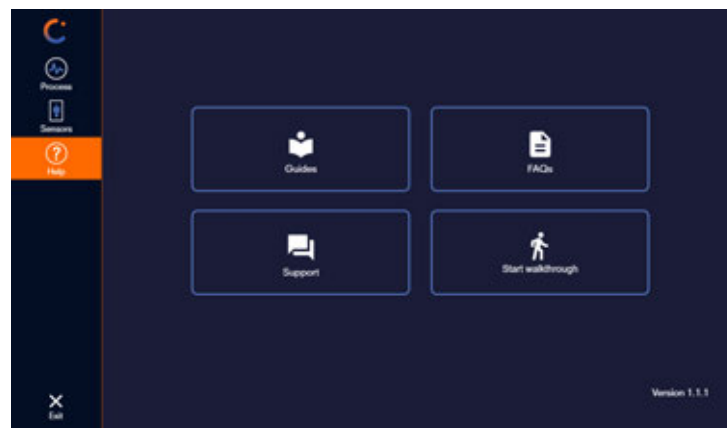 Process
Sensors
Help
Exit
Guides
FAQs
Support
Start walkthrough
Version 1.1.1